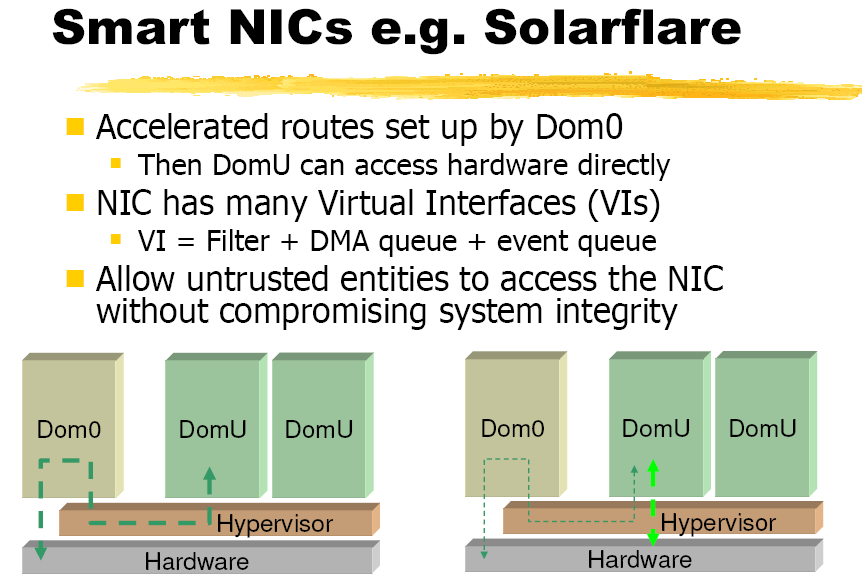 Smart NICs e.g. Solarflare
Accelerated routes set up by Dom0
Then DomU can access hardware directly
NIC has many Virtual Interfaces (VIs)
VI = Filter + DMA queue + event queue
Allow untrusted entities to access the NIC
without compromising system integrity
Dom0
DomU
DomU
Hypervisor
Hardware
Dom0
DomU
DomU
Hypervisor
Hardware